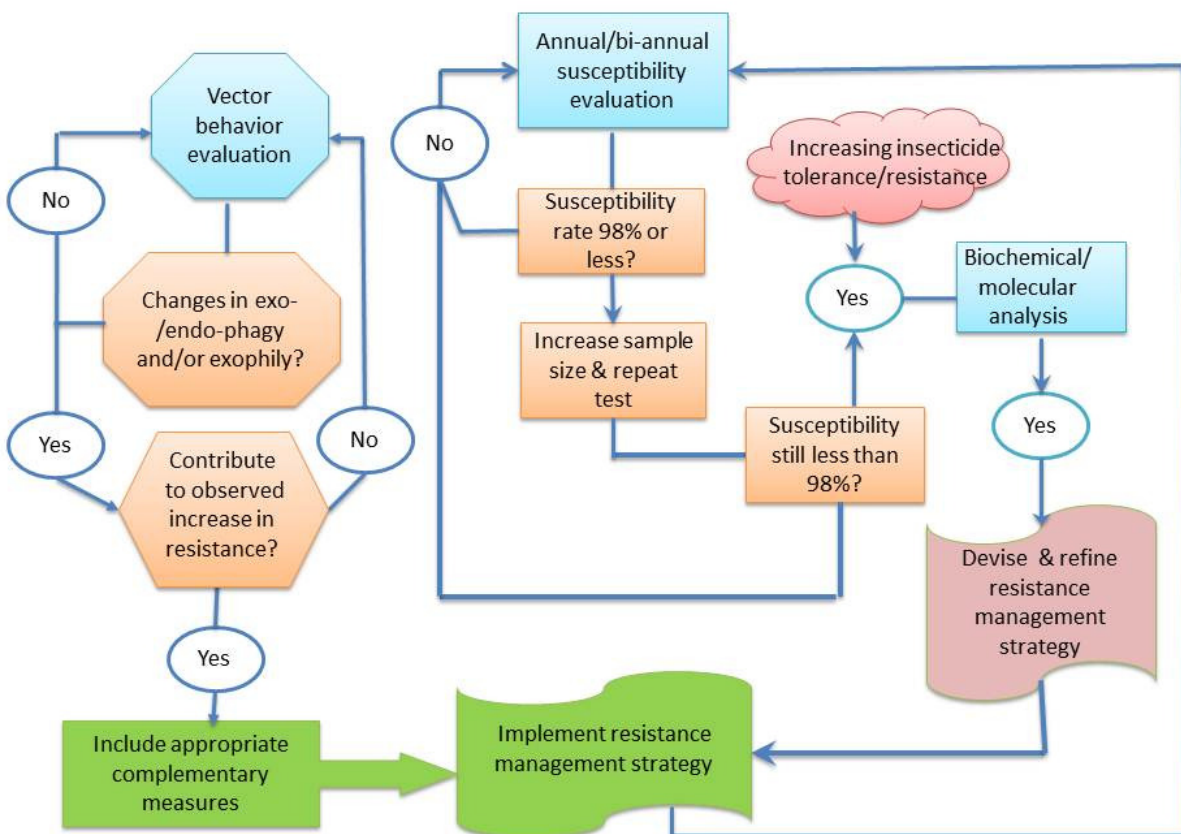 Vector
behavior
evaluation
No
Changes in exo-
/endo-phagy
and/or exophily?
Yes
No
Contribute
to observed
increase in
resistance?
Yes
Include appropriate
complementary
measures
Annual/bi-annual
susceptibility
evaluation
No
Susceptibility
rate 98% or
less?
Increase sample
size & repeat
test
Susceptibility
still less than
98%?
Increasing insecticide
tolerance/resistance
Yes
Biochemical/
molecular
analysis
Yes
Devise & refine
resistance
management
strategy
Implement resistance
management strategy